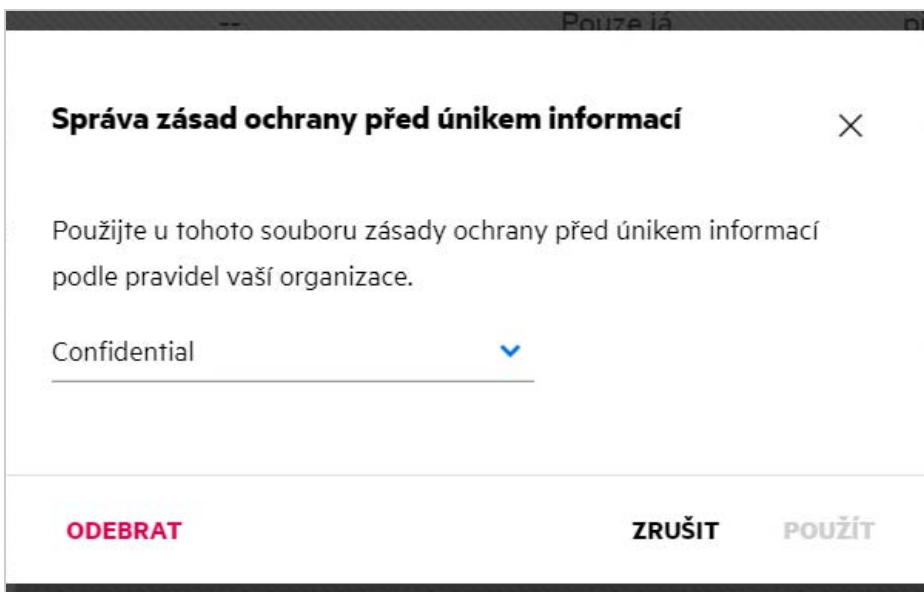 -- Pouze já
Správa zásad ochrany před únikem informací
Použijte u tohoto souboru zásady ochrany před únikem informací
podle pravidel vaší organizace.
Confidential
ODEBRAT ZRUŠIT POUŽÍT